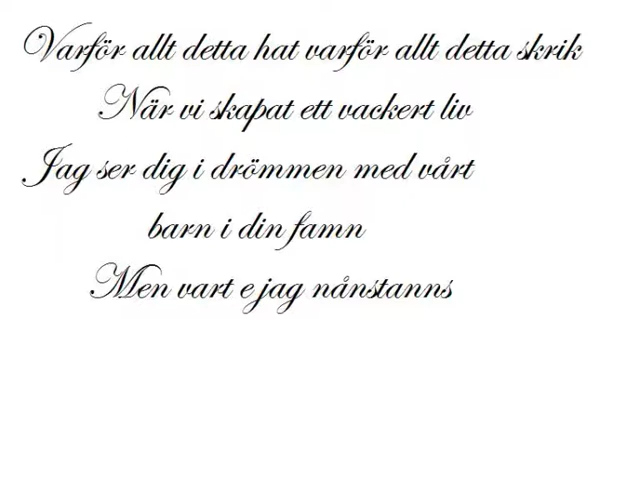 Varför allt detta hat varför allt detta skrik
När vi skapat ett vackert liv
Jag ser dig i drömmen med vårt
barn i din famn
Men vart e jag nånstanns